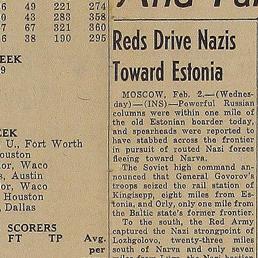 16 49 221 274
43 283 358
67 321 360
16 38 190 295
EEK
9
EEK
U., Fort Worth
ouston
or, Waco
s, Austin
or, Waco
Houston
, Dallas
SCORERS
FT TP Avg.
per
Reds Drive Nazis
Toward Estonia
MOSCOW, Feb. 2.—(Wednes-
day)—(INS)—Powerful Russian
columns were within one mile of
the old Estonian boarder today,
and spearheads were reported to
have stabbed across the frontier
in pursuit of routed Nazi forces
fleeing toward Narva.
The Soviet high command an-
nounced that General Govorov's
troops seized the rail station of
Kingisepp, eight miles from Es-
tonia, and Orly, only one mile from
the Baltic state's former frontier.
To the south, the Red Army
captured the Nazi strongpoint of
Lozhgolovo, twenty-three miles
south of Narva and only seven